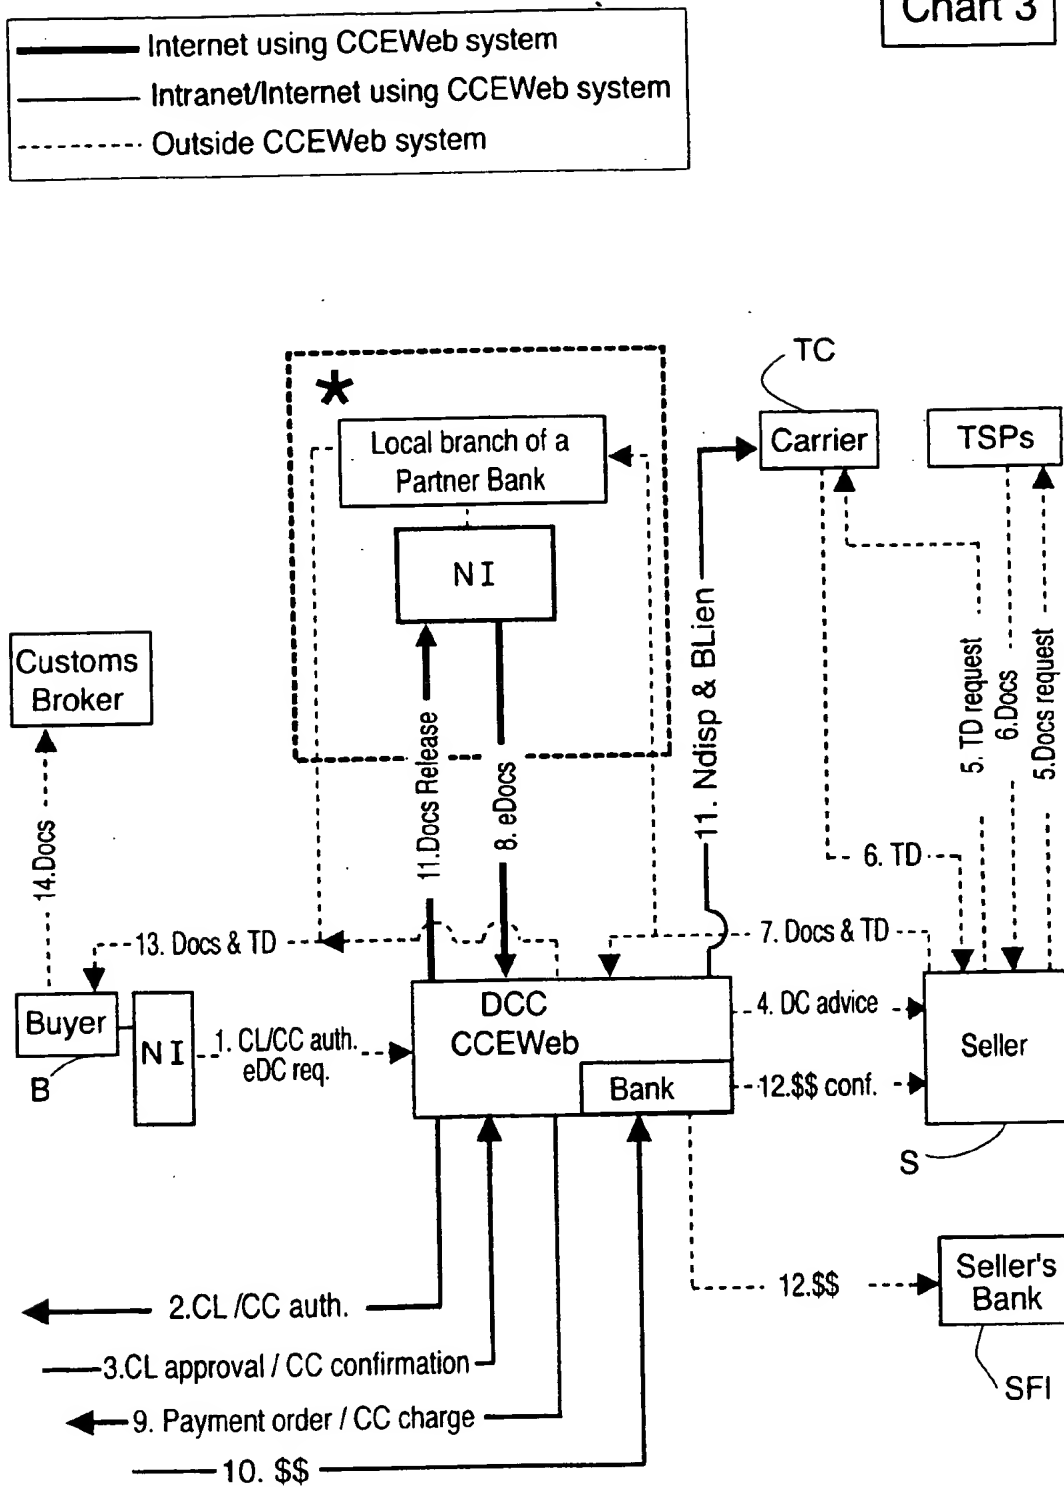 Chart 3
Internet using CCEWeb system
Intranet/Internet using CCEWeb system
Outside CCEWeb system
TC
*
Local branch of a
Partner Bank
Carrier
TSPs
NI
Customs
Broker
11.Docs Release
8. eDocs
11. Ndisp & BLien
5. TD request
6.Docs
5.Docs request
14.Docs
6. TD
13. Docs & TD
7. Docs & TD
Buyer
NI
B
1. CL/CC auth.
eDC req.
DCC
CCEWeb
Bank
4. DC advice
12.$$ conf.
Seller
S
12.$$
Seller's
Bank
SFI
2.CL /CC auth.
3.CL approval / CC confirmation
9. Payment order / CC charge
10. $$